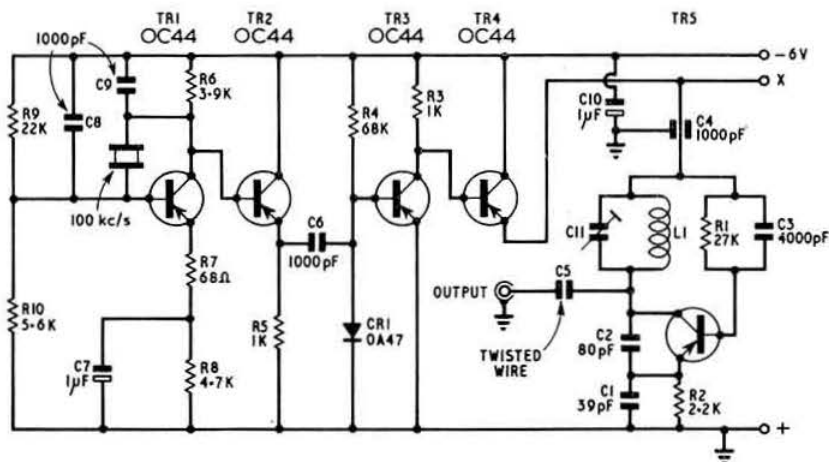 TR1 TR2 TR3 TR4 TR5
OC44 OC44 OC44 OC44
1000pF
-6V
X
C9
R6
3·9K
R9
22K
C8
R4
68K
R3
1K
C10
1µF
C4
1000pF
100 kc/s
C6
1000pF
C11
L1
R1
27K
C3
4000pF
R7
68Ω
OUTPUT
C5
R10
5·6K
R5
1K
CR1
OA47
TWISTED
WIRE
C2
80pF
C7
1µF
R8
4·7K
C1
39pF
R2
2·2K
+